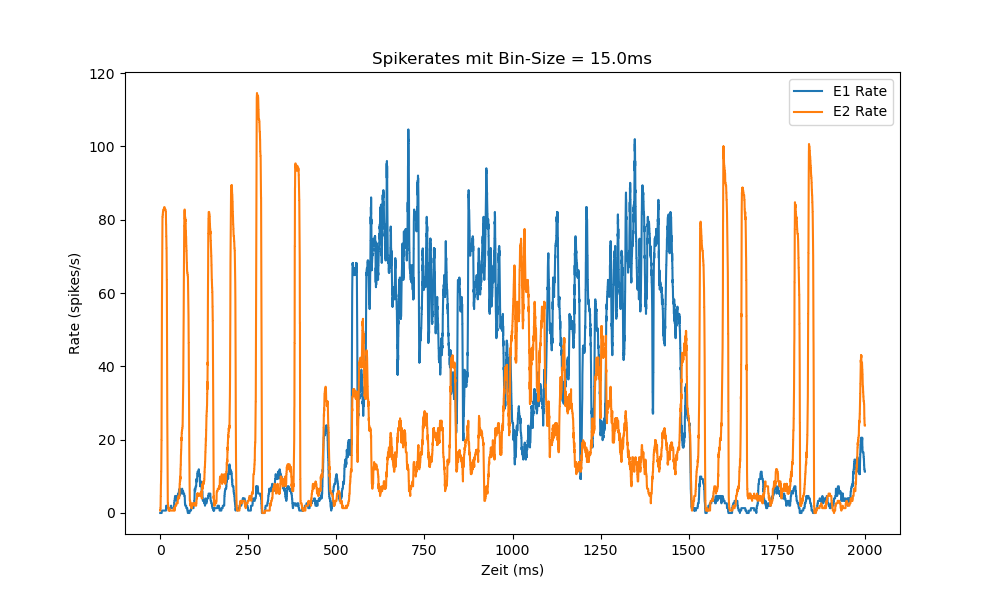 Spikerates mit Bin-Size = 15.0ms
E1 Rate
E2 Rate
Rate (spikes/s)
120
100
80
60
40
20
0
0 250 500 750 1000 1250 1500 1750 2000
Zeit (ms)